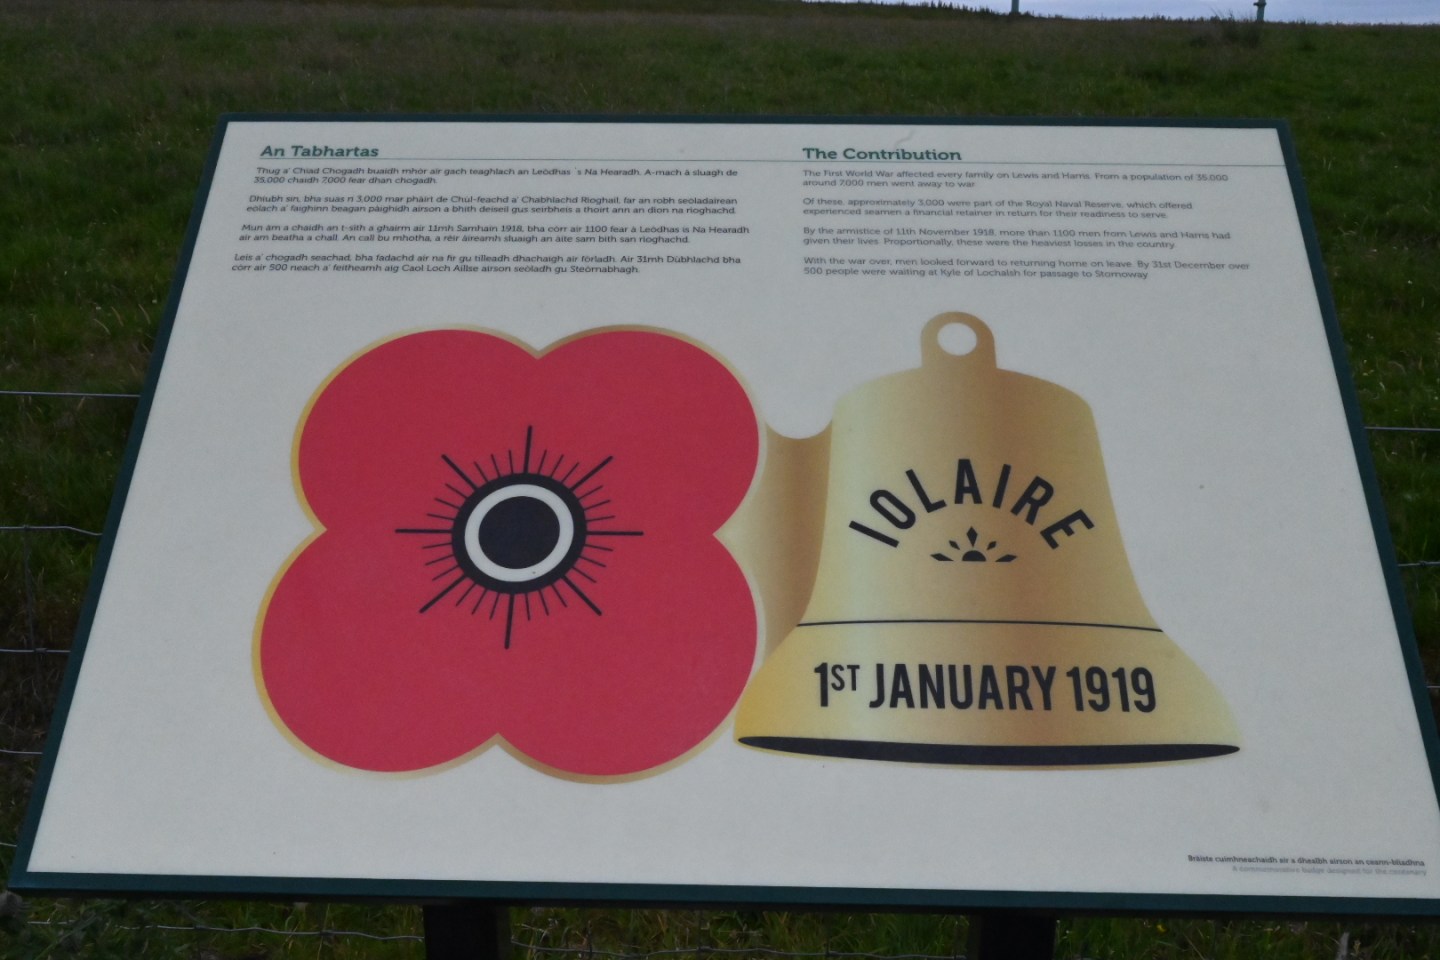 An Tabhartas
Thug a' Chiad Chogadh buaidh mhòr air gach teaghlach an Leòdhas 's Na Hearadh. A-mach à sluagh de
35,000 chaidh 7,000 fear dhan chogadh.
Dhiubh sin, bha suas ri 3,000 mar phàirt de Chùl-feachd a' Chabhlachd Rìoghail, far an robh seòladairean
eòlach a' faighinn beagan pàighidh airson a bhith deiseil gus seirbheis a thoirt ann an dìon na rìoghachd.
Mun àm a chaidh an t-sìth a ghairm air 11mh Samhain 1918, bha còrr air 1100 fear à Leòdhas is Na Hearadh
air am beatha a chall. An call bu mhotha, a rèir àireamh sluaigh an àite sam bith san rìoghachd.
Leis a' chogadh seachad, bha fadachd air na fir gu tilleadh dhachaigh air fòrladh. Air 31mh Dùbhlachd bha
còrr air 500 neach a' feitheamh aig Caol Loch Aillse airson seòladh gu Steòrnabhagh.
The Contribution
The First World War affected every family on Lewis and Harris. From a population of 35,000
around 7,000 men went away to war.
Of these, approximately 3,000 were part of the Royal Naval Reserve, which offered
experienced seamen a financial retainer in return for their readiness to serve.
By the armistice of 11th November 1918, more than 1,100 men from Lewis and Harris had
given their lives. Proportionally, these were the heaviest losses in the country.
With the war over, men looked forward to returning home on leave. By 31st December over
500 people were waiting at Kyle of Lochalsh for passage to Stornoway.
IOLAIRE
1ST JANUARY 1919
Bràiste cuimhneachaidh air a dhealbh airson an ceann-bliadhna
A commemorative badge designed for the centenary